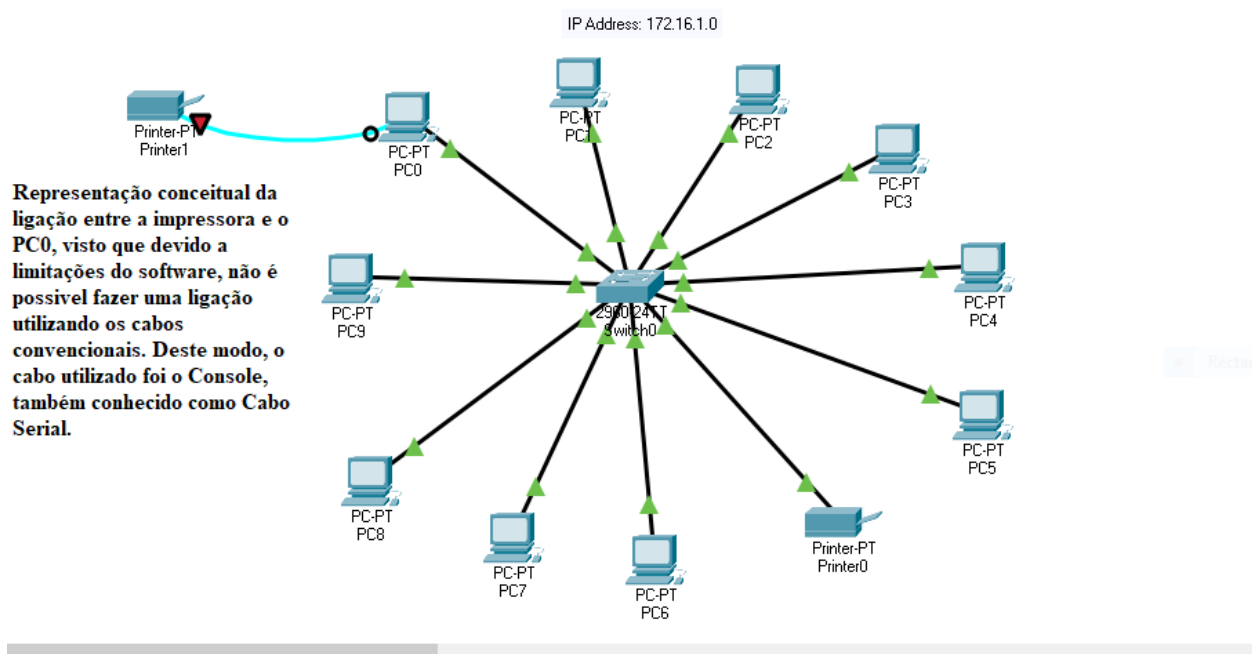 IP Address: 172.16.1.0
Printer-PT
Printer1
PC-PT
PC0
PC-PT
PC1
PC-PT
PC2
PC-PT
PC3
Representação conceitual da
ligação entre a impressora e o
PC0, visto que devido a
limitações do software, não é
possivel fazer uma ligação
utilizando os cabos
convencionais. Deste modo, o
cabo utilizado foi o Console,
também conhecido como Cabo
Serial.
PC-PT
PC9
2960-24TT
Switch0
PC-PT
PC4
PC-PT
PC5
PC-PT
PC8
PC-PT
PC7
PC-PT
PC6
Printer-PT
Printer0